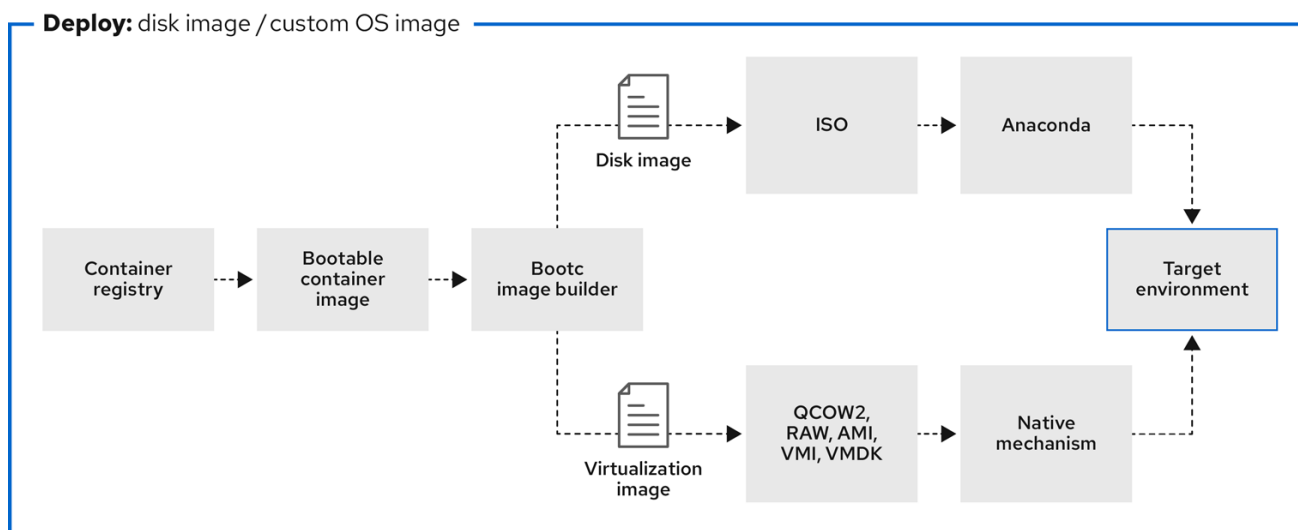 Deploy: disk image / custom OS image
Disk image
ISO
Anaconda
Container
registry
Bootable
container
image
Bootc
image builder
Target
environment
Virtualization
image
QCOW2,
RAW, AMI,
VMI, VMDK
Native
mechanism